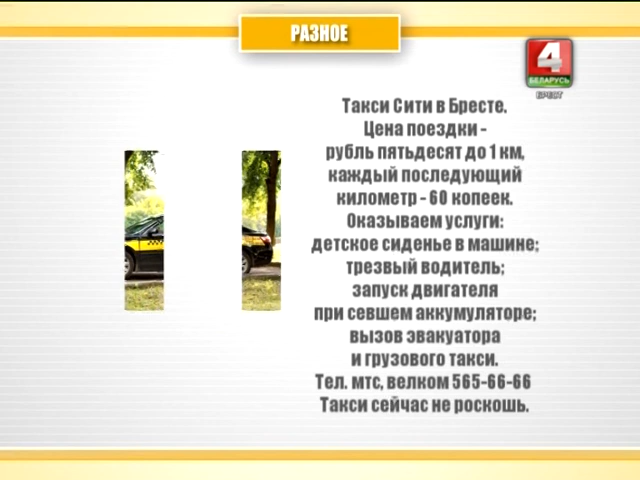 РАЗНОЕ
4
БЕЛАРУСЬ
БРЕСТ
Такси Сити в Бресте.
Цена поездки -
рубль пятьдесят до 1 км,
каждый последующий
километр - 60 копеек.
Оказываем услуги:
детское сиденье в машине;
трезвый водитель;
запуск двигателя
при севшем аккумуляторе;
вызов эвакуатора
и грузового такси.
Тел. мтс, велком 565-66-66
Такси сейчас не роскошь.